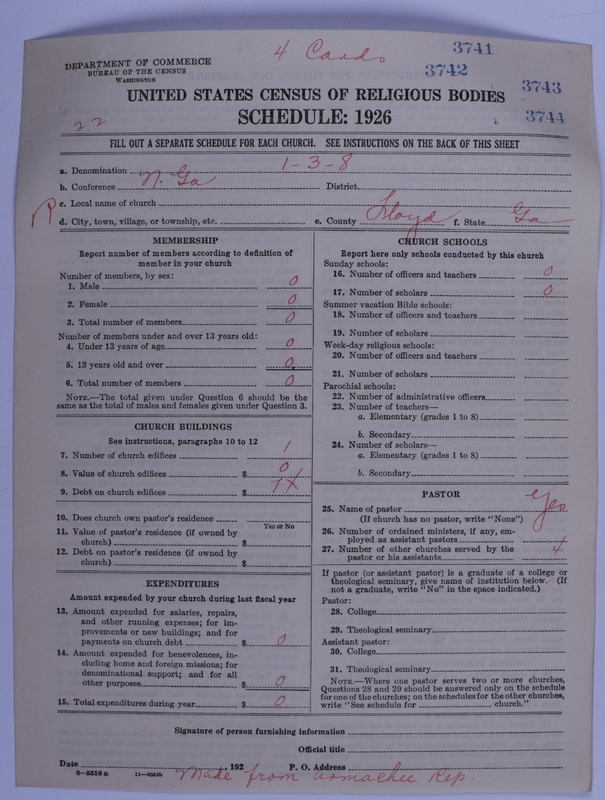 4 Cards
3741
3742
3743
3744
DEPARTMENT OF COMMERCE
BUREAU OF THE CENSUS
WASHINGTON
UNITED STATES CENSUS OF RELIGIOUS BODIES
22
SCHEDULE: 1926
FILL OUT A SEPARATE SCHEDULE FOR EACH CHURCH. SEE INSTRUCTIONS ON THE BACK OF THIS SHEET
a. Denomination 1-3-8
b. Conference N. Ga District
c. Local name of church
d. City, town, village, or township, etc. e. County Floyd f. State Ga
MEMBERSHIP
Report number of members according to definition of
member in your church
Number of members, by sex:
1. Male 0
2. Female 0
3. Total number of members 0
Number of members under and over 13 years old:
4. Under 13 years of age 0
5. 13 years old and over 0
6. Total number of members 0
NOTE.—The total given under Question 6 should be the
same as the total of males and females given under Question 3.
CHURCH BUILDINGS
See instructions, paragraphs 10 to 12
7. Number of church edifices 1
8. Value of church edifices $ 0
9. Debt on church edifices $
10. Does church own pastor's residence
Yes or No
11. Value of pastor's residence (if owned by
church) $
12. Debt on pastor's residence (if owned by
church) $
EXPENDITURES
Amount expended by your church during last fiscal year
13. Amount expended for salaries, repairs,
and other running expenses; for im-
provements or new buildings; and for
payments on church debt $ 0
14. Amount expended for benevolences, in-
cluding home and foreign missions; for
denominational support; and for all
other purposes $ 0
15. Total expenditures during year $ 0
CHURCH SCHOOLS
Report here only schools conducted by this church
Sunday schools:
16. Number of officers and teachers 0
17. Number of scholars 0
Summer vacation Bible schools:
18. Number of officers and teachers
19. Number of scholars
Week-day religious schools:
20. Number of officers and teachers
21. Number of scholars
Parochial schools:
22. Number of administrative officers
23. Number of teachers—
a. Elementary (grades 1 to 8)
b. Secondary
24. Number of scholars—
a. Elementary (grades 1 to 8)
b. Secondary
PASTOR
25. Name of pastor Yes
(If church has no pastor, write "None")
26. Number of ordained ministers, if any, em-
ployed as assistant pastors
27. Number of other churches served by the
pastor or his assistants 4
If pastor (or assistant pastor) is a graduate of a college or
theological seminary, give name of institution below. (If
not a graduate, write "No" in the space indicated.)
Pastor:
28. College
29. Theological seminary
Assistant pastor:
30. College
31. Theological seminary
NOTE.—Where one pastor serves two or more churches,
Questions 28 and 29 should be answered only on the schedule
for one of the churches; on the schedules for the other churches,
write "See schedule for church."
Signature of person furnishing information
Official title
Date , 192 P. O. Address
Made from Armachee Rep.